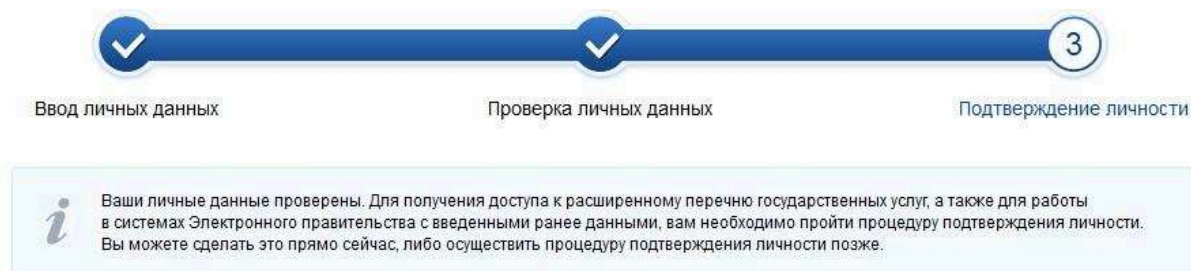 3
Ввод личных данных
Проверка личных данных
Подтверждение личности
Ваши личные данные проверены. Для получения доступа к расширенному перечню государственных услуг, а также для работы
в системах Электронного правительства с введенными ранее данными, вам необходимо пройти процедуру подтверждения личности.
Вы можете сделать это прямо сейчас, либо осуществить процедуру подтверждения личности позже.